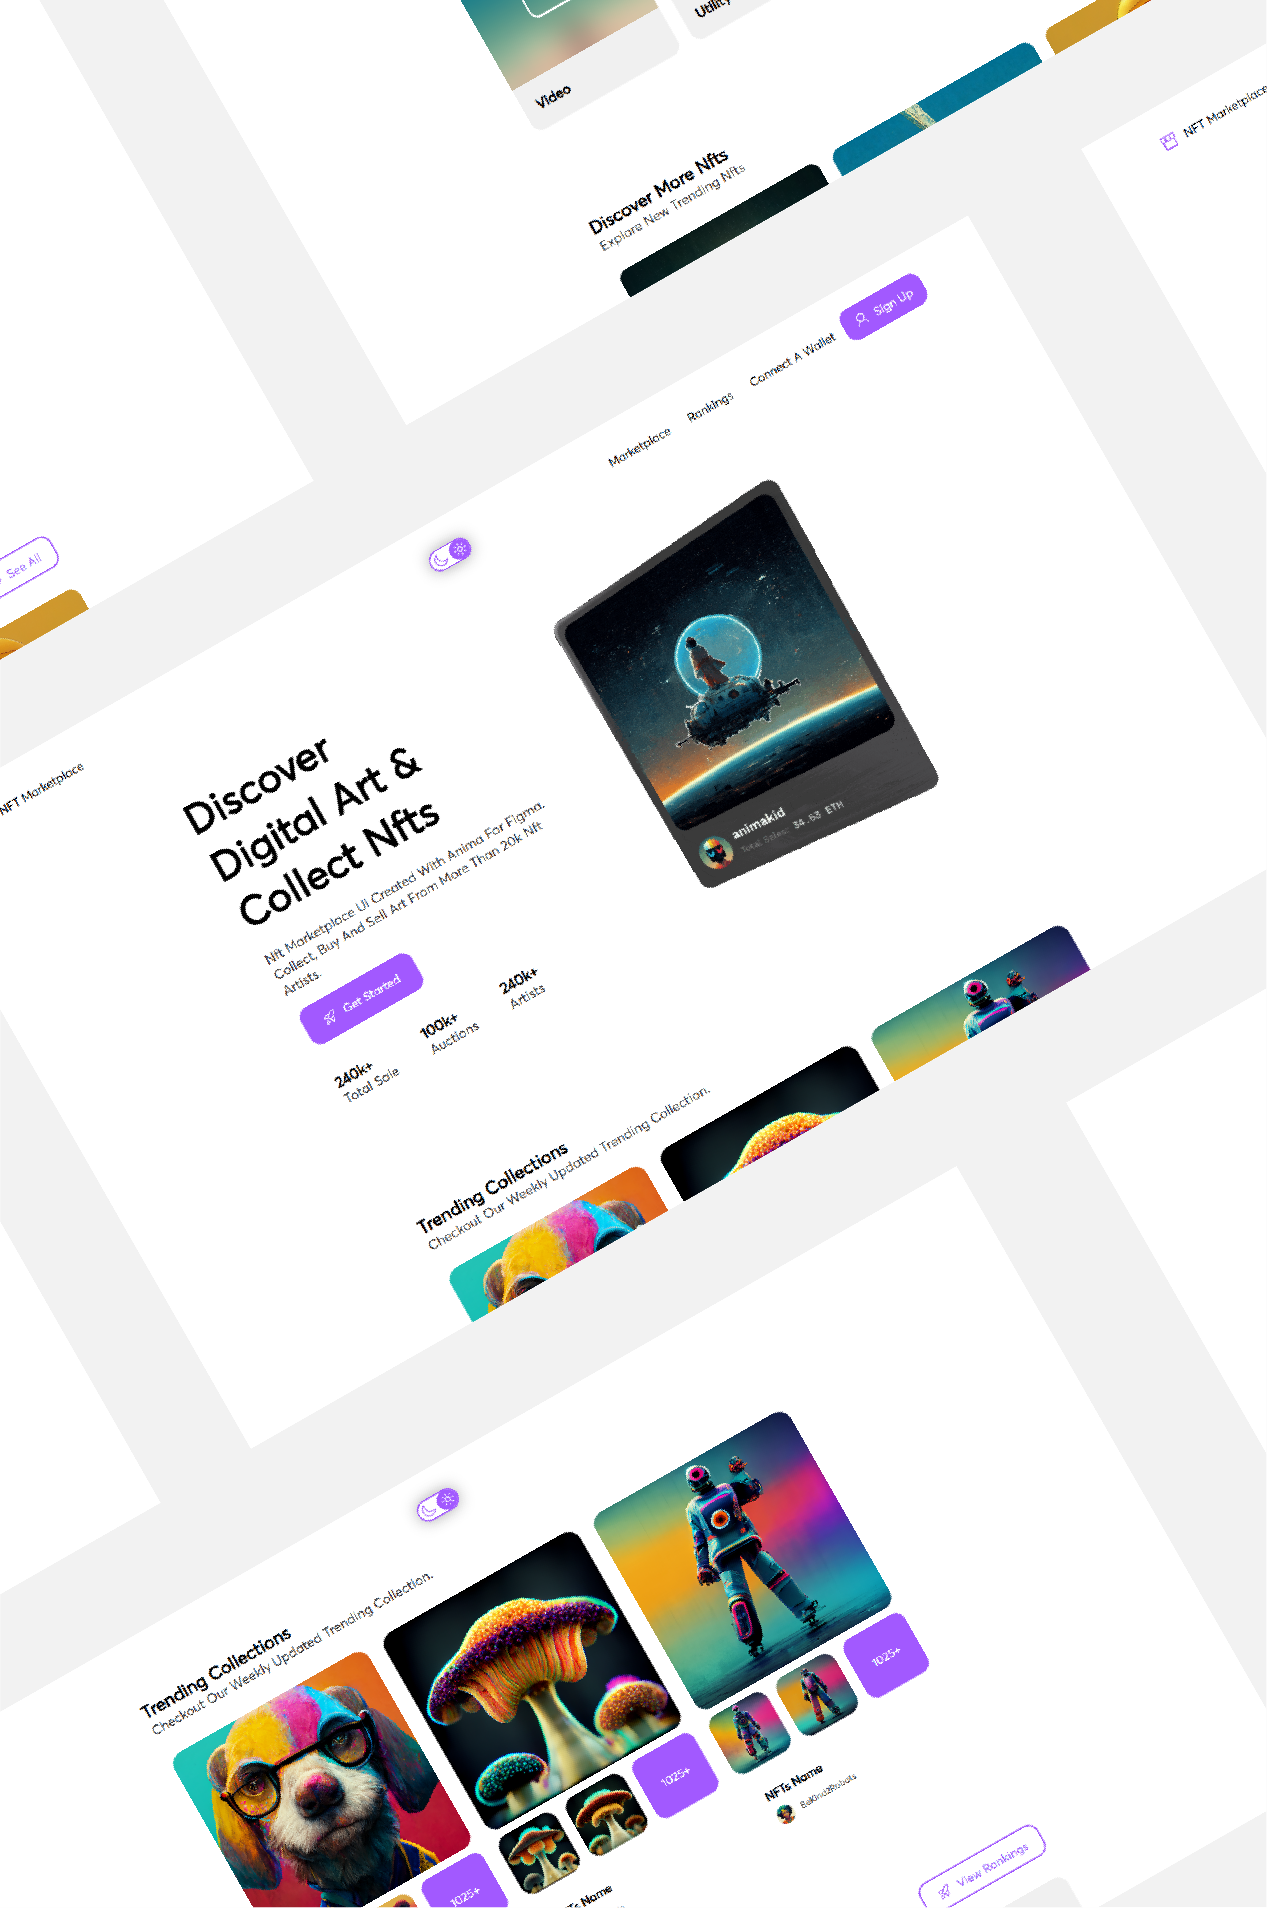 Video
Utility
Discover More Nfts
Explore New Trending Nfts
NFT Marketplace
See All
Sign Up
Connect A Wallet
Rankings
Marketplace
NFT Marketplace
Discover
Digital Art &
Collect Nfts
Nft Marketplace UI Created With Anima For Figma.
Collect, Buy And Sell Art From More Than 20k Nft
Artists.
Get Started
240k+
Total Sale
100k+
Auctions
240k+
Artists
animakid
Total Sales: 34.53 ETH
Trending Collections
Checkout Our Weekly Updated Trending Collection.
Trending Collections
Checkout Our Weekly Updated Trending Collection.
1025+
1025+
1025+
NFTs Name
BeKind2Robots
Name
View Rankings